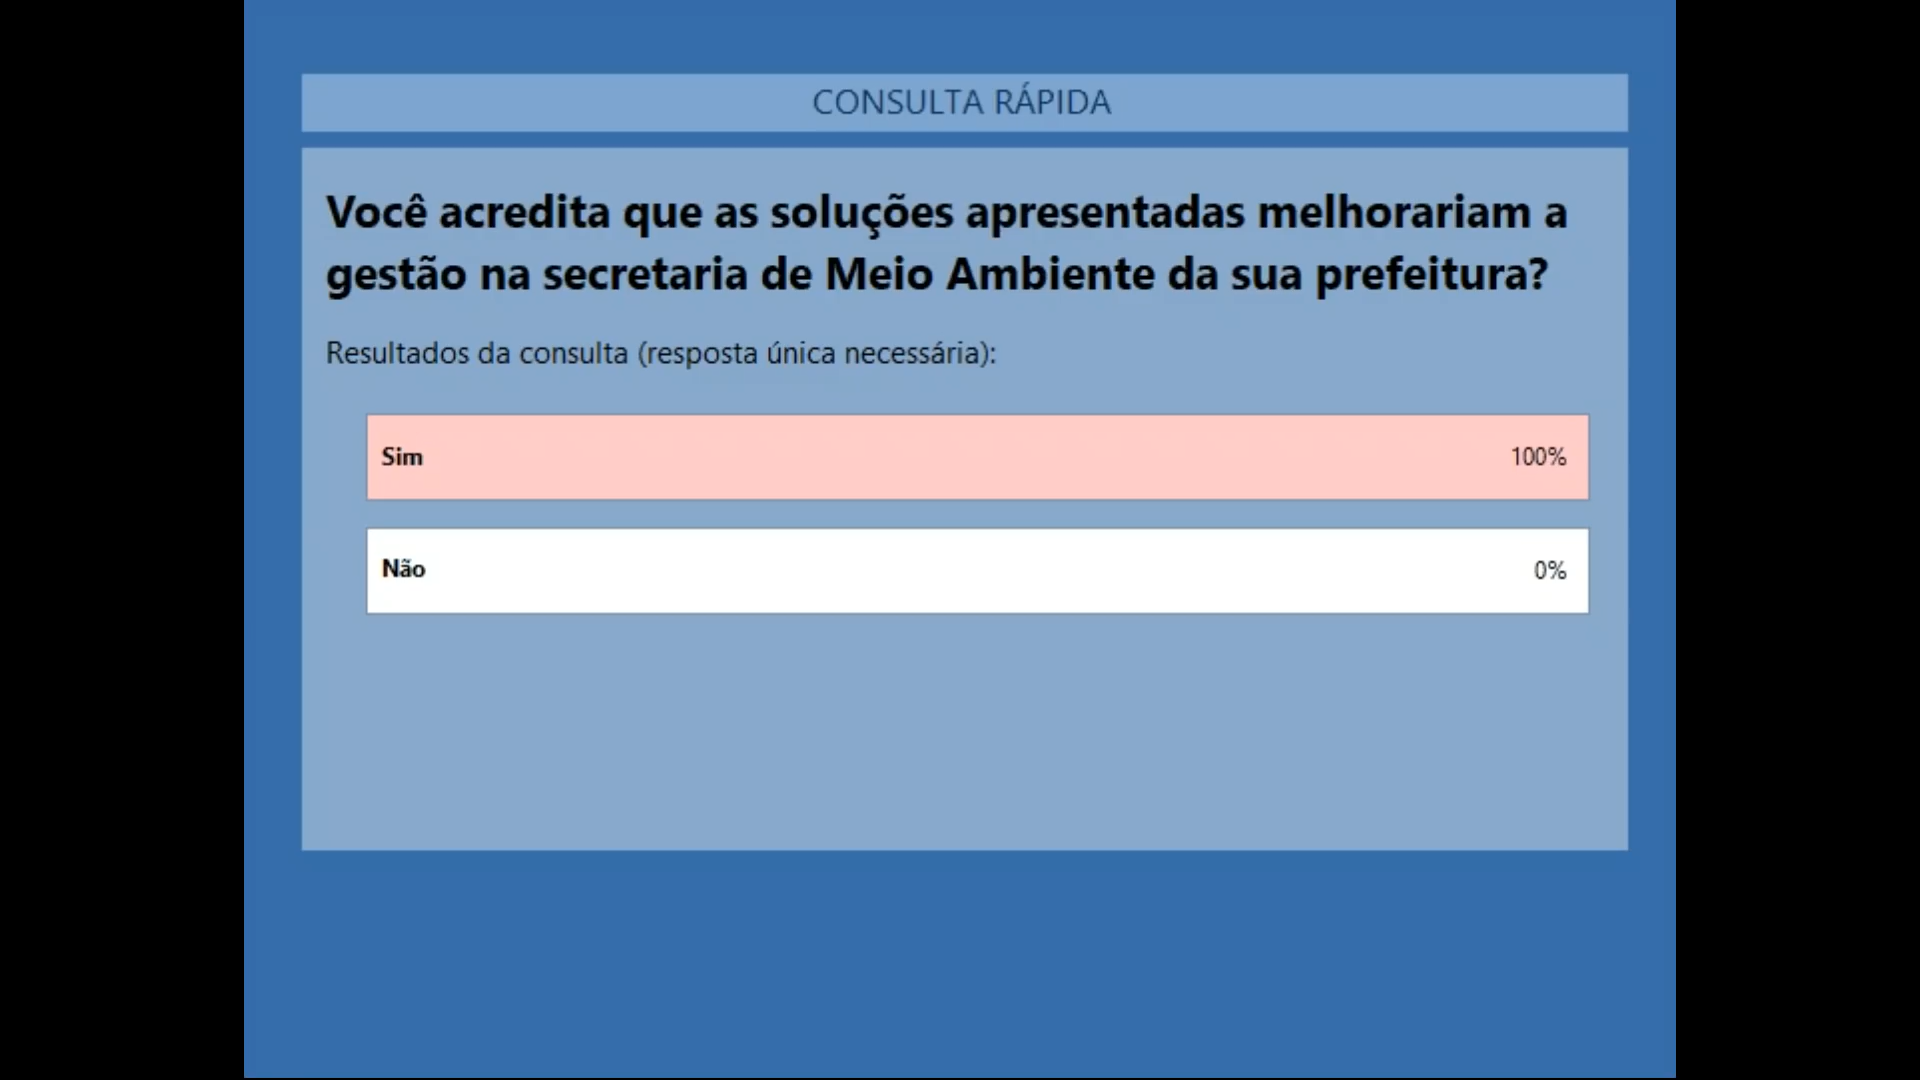 CONSULTA RÁPIDA
Você acredita que as soluções apresentadas melhorariam a
gestão na secretaria de Meio Ambiente da sua prefeitura?
Resultados da consulta (resposta única necessária):
Sim 100%
Não 0%